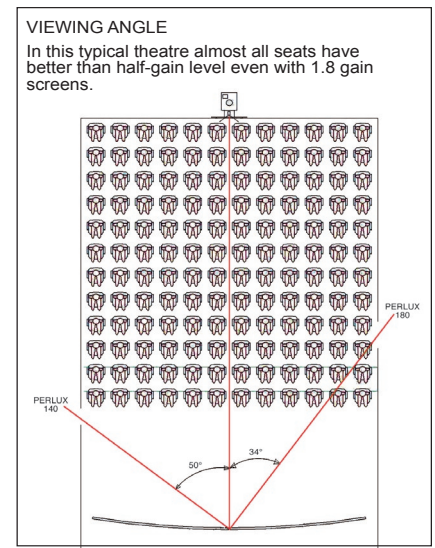 VIEWING ANGLE
In this typical theatre almost all seats have
better than half-gain level even with 1.8 gain
screens.
PERLUX
180
PERLUX
140
50°
34°